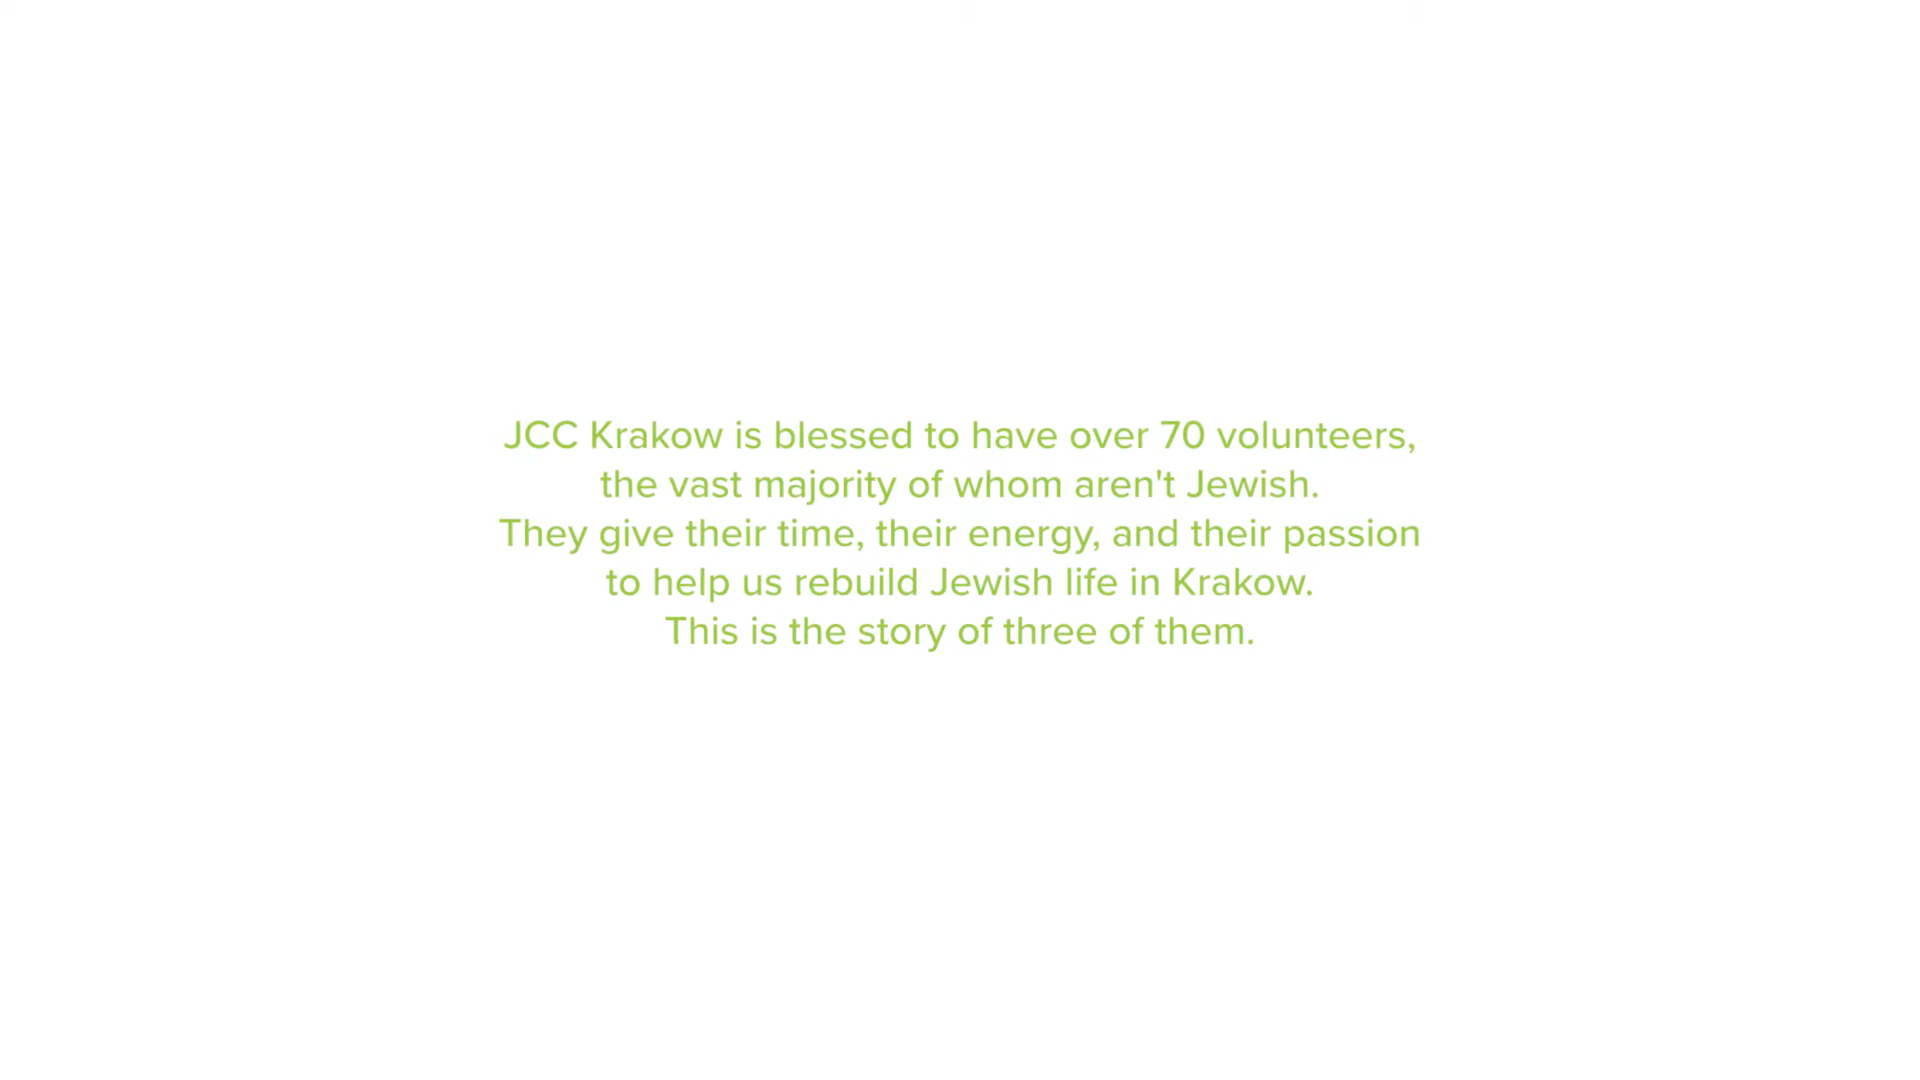 JCC Krakow is blessed to have over 70 volunteers,
the vast majority of whom aren't Jewish.
They give their time, their energy, and their passion
to help us rebuild Jewish life in Krakow.
This is the story of three of them.